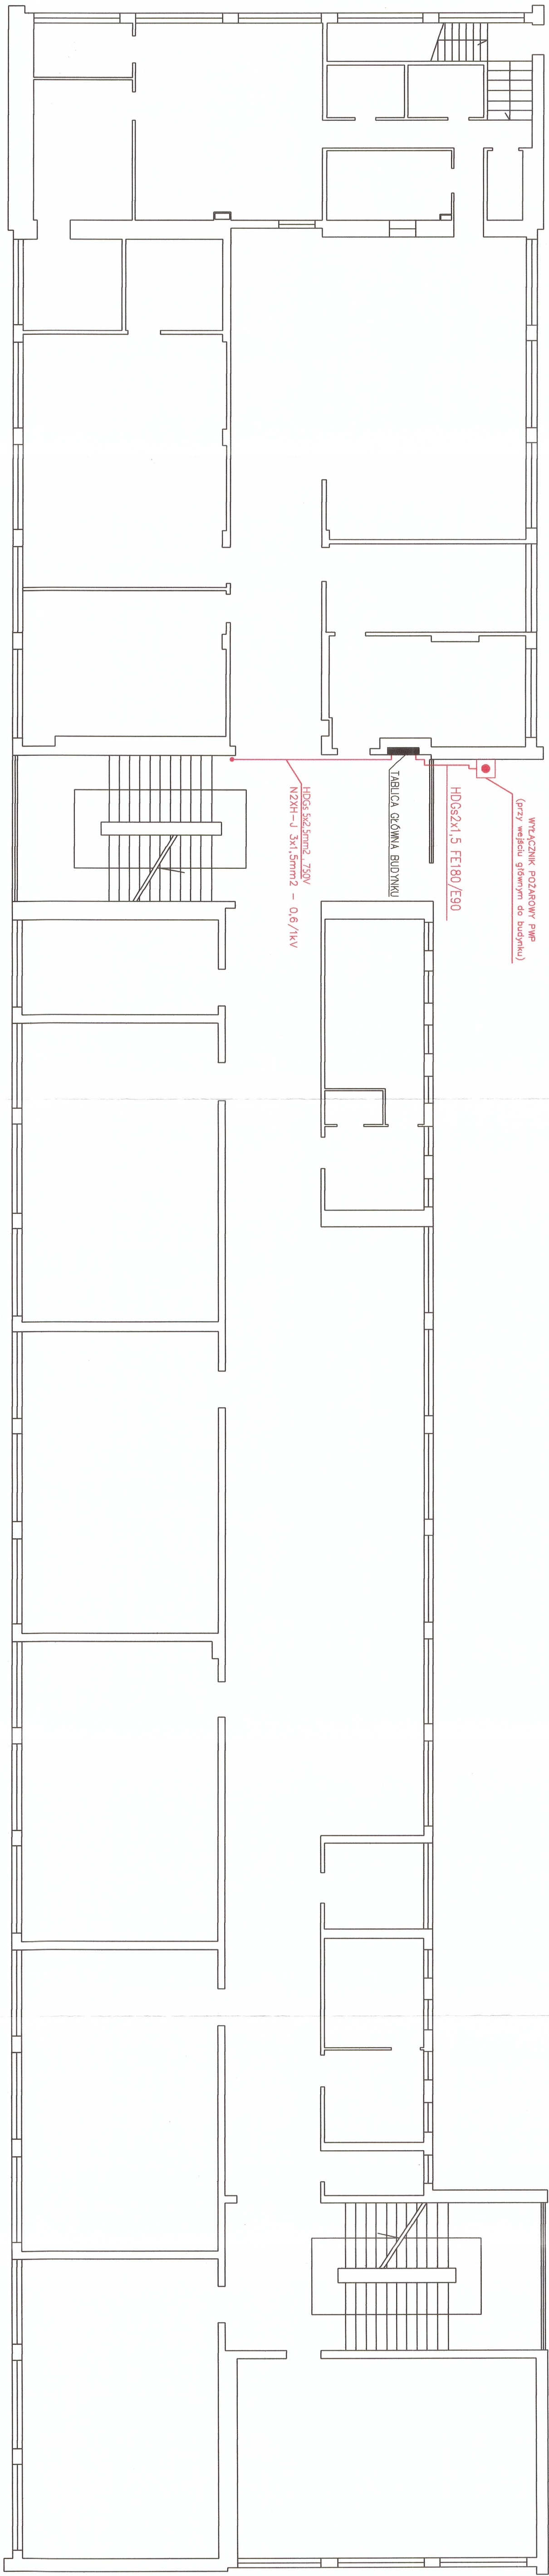 WYŁĄCZNIK POŻAROWY PWP
(przy wejściu głównym do budynku)
HDGs2x1,5 FE180/E90
TABLICA GŁÓWNA BUDYNKU
HDGs 5x2,5mm2, 750V
N2XH-J 3x1,5mm2 - 0,6/1kV